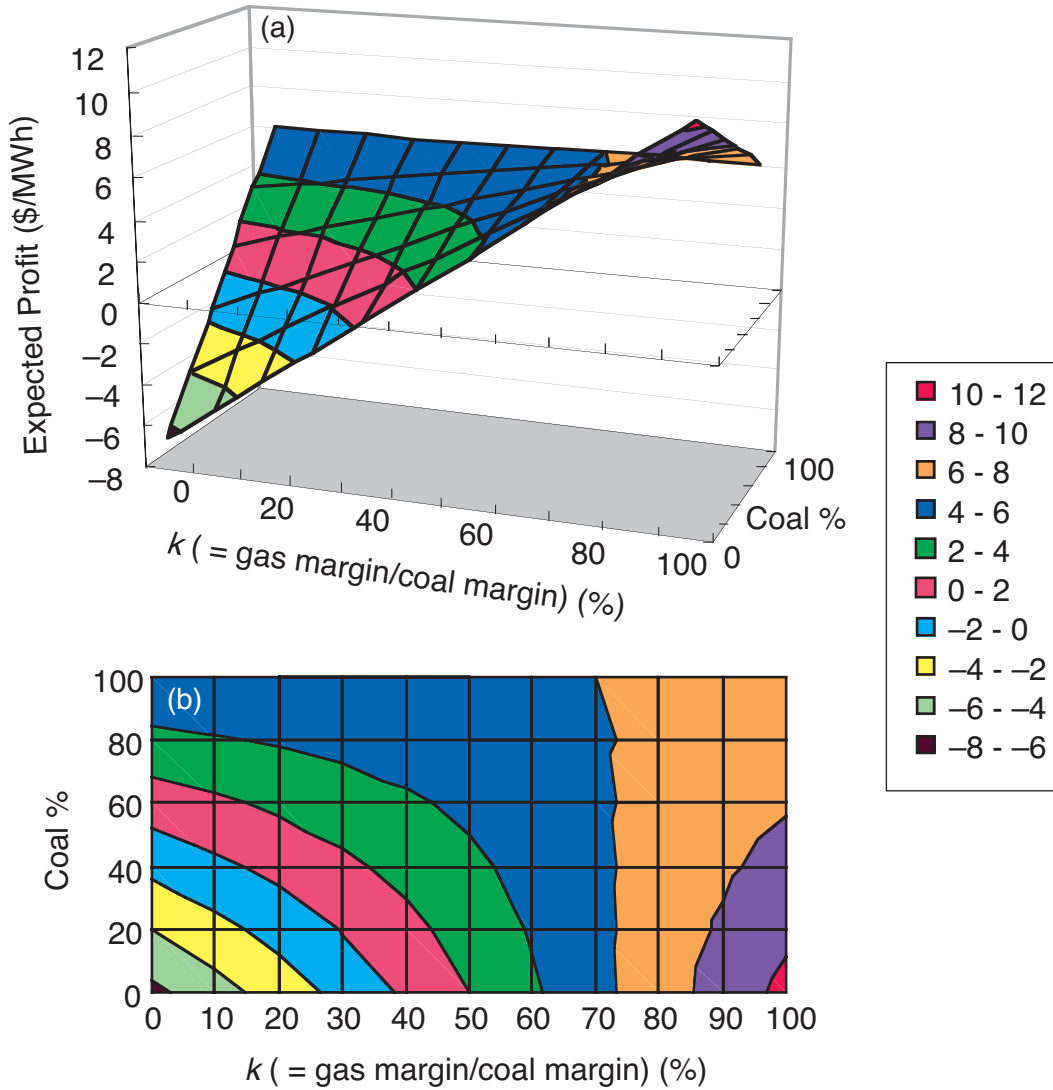 (a)
12
10
8
6
4
2
0
–2
–4
–6
–8
Expected Profit ($/MWh)
0
20
40
60
80
100
k ( = gas margin/coal margin) (%)
0
100
Coal %
10 - 12
8 - 10
6 - 8
4 - 6
2 - 4
0 - 2
–2 - 0
–4 - –2
–6 - –4
–8 - –6
(b)
100
80
60
40
20
0
Coal %
0 10 20 30 40 50 60 70 80 90 100
k ( = gas margin/coal margin) (%)